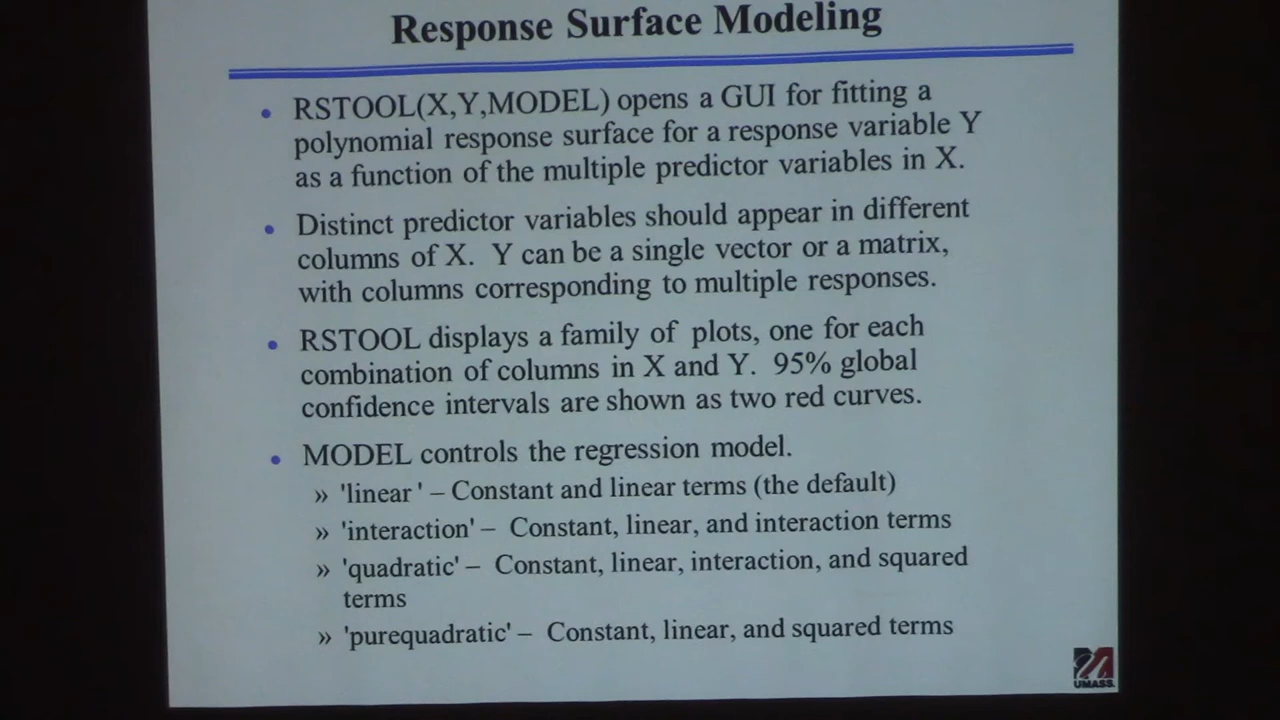 Response Surface Modeling
• RSTOOL(X,Y,MODEL) opens a GUI for fitting a
polynomial response surface for a response variable Y
as a function of the multiple predictor variables in X.
• Distinct predictor variables should appear in different
columns of X. Y can be a single vector or a matrix,
with columns corresponding to multiple responses.
• RSTOOL displays a family of plots, one for each
combination of columns in X and Y. 95% global
confidence intervals are shown as two red curves.
• MODEL controls the regression model.
» 'linear ' – Constant and linear terms (the default)
» 'interaction' – Constant, linear, and interaction terms
» 'quadratic' – Constant, linear, interaction, and squared
terms
» 'purequadratic' – Constant, linear, and squared terms
UMASS